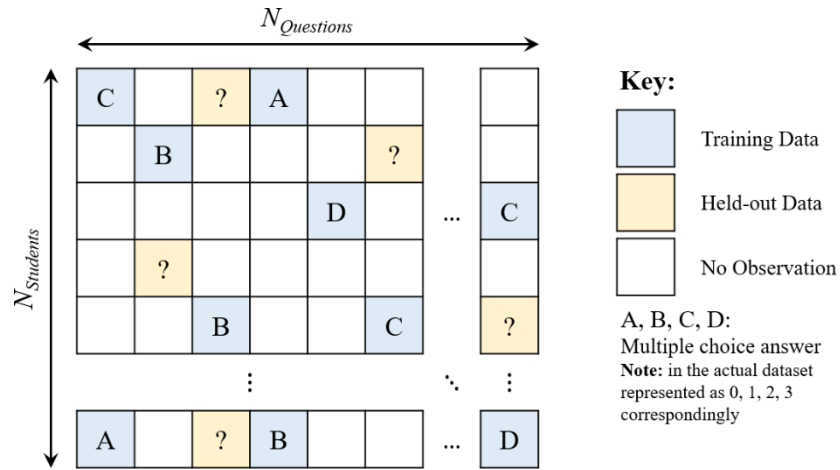 N_Questions
N_Students
C ? A
B ?
D ... C
?
B C ?
⋮ ⋱ ⋮
A ? B ... D
Key:
Training Data
Held-out Data
No Observation
A, B, C, D:
Multiple choice answer
Note: in the actual dataset
represented as 0, 1, 2, 3
correspondingly